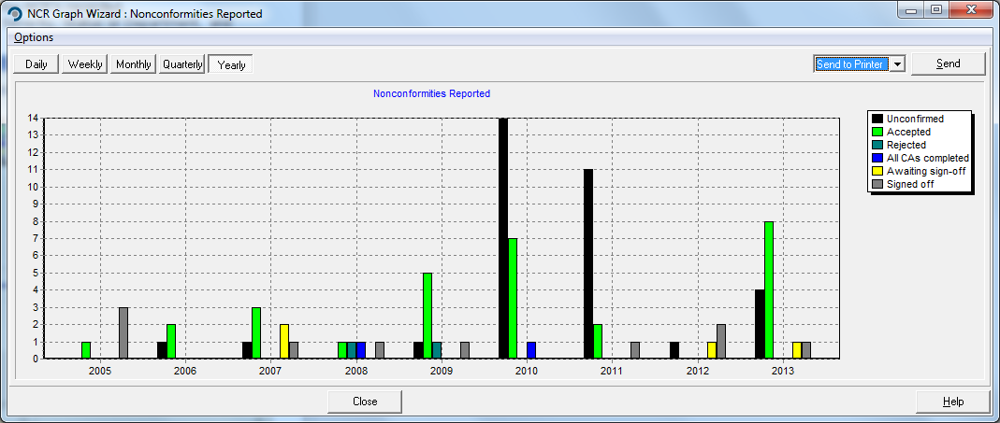 NCR Graph Wizard : Nonconformities Reported
Options
Daily Weekly Monthly Quarterly Yearly Send to Printer Send
Nonconformities Reported
14
13
12
11
10
9
8
7
6
5
4
3
2
1
0
2005 2006 2007 2008 2009 2010 2011 2012 2013
Unconfirmed
Accepted
Rejected
All CAs completed
Awaiting sign-off
Signed off
Close Help